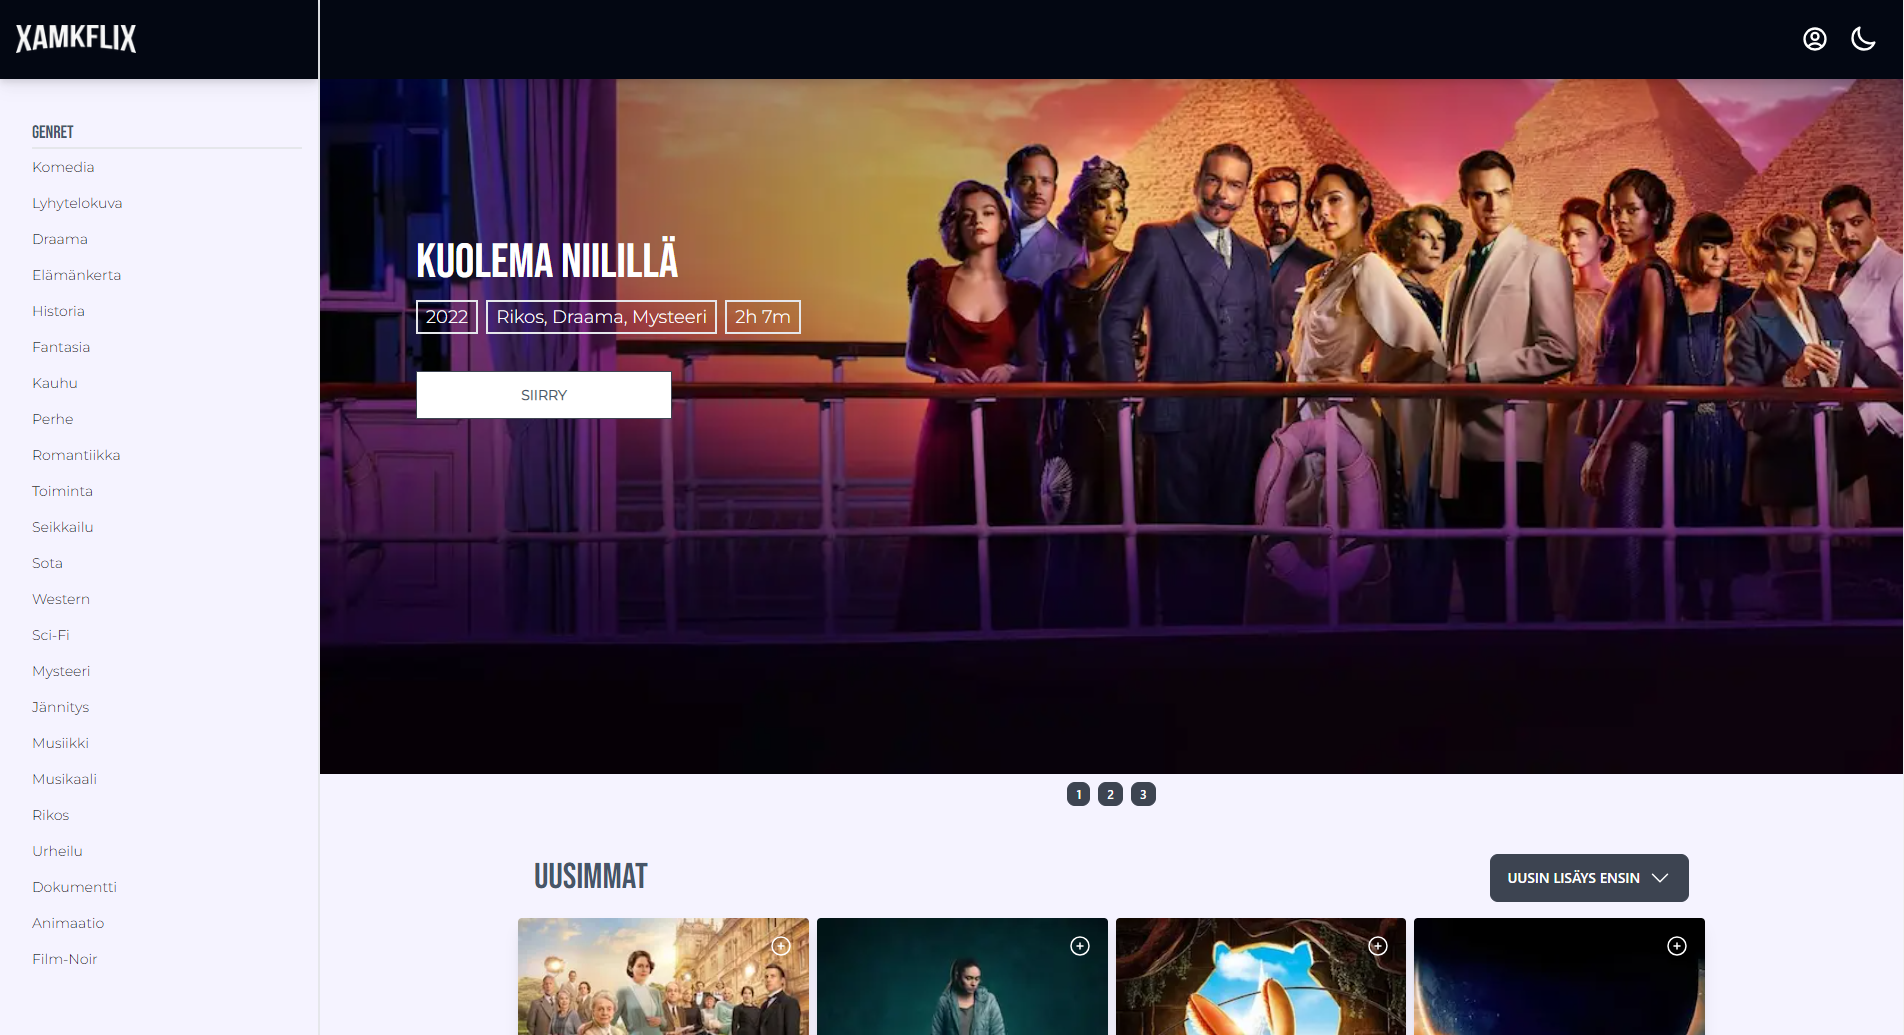 XAMKFLIX
GENRET
Komedia
Lyhytelokuva
Draama
Elämänkerta
Historia
Fantasia
Kauhu
Perhe
Romantiikka
Toiminta
Seikkailu
Sota
Western
Sci-Fi
Mysteeri
Jännitys
Musiikki
Musikaali
Rikos
Urheilu
Dokumentti
Animaatio
Film-Noir
KUOLEMA NIILILLÄ
2022 Rikos, Draama, Mysteeri 2h 7m
SIIRRY
1 2 3
UUSIMMAT
UUSIN LISÄYS ENSIN